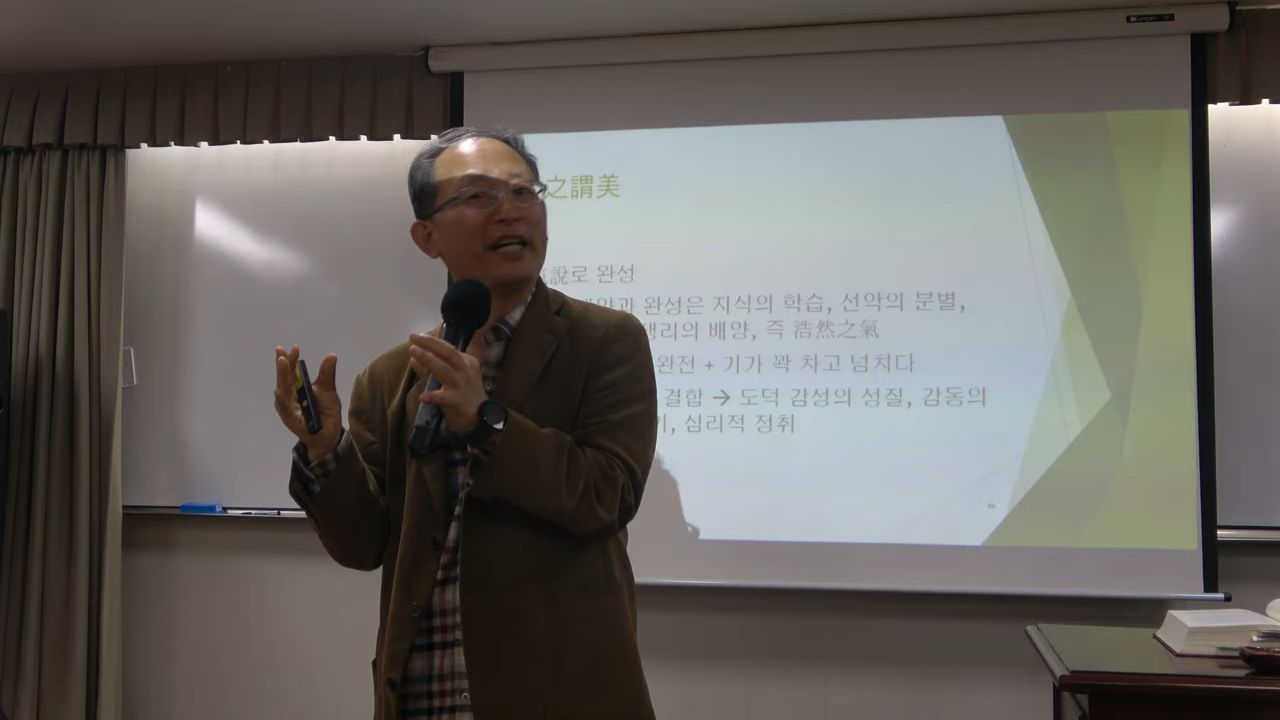 之謂美
說로 완성
완성은 지식의 학습, 선악의 분별,
생리의 배양, 즉 浩然之氣
완전 + 기가 꽉 차고 넘치다
결합 → 도덕 감성의 성질, 감동의
심리적 정취